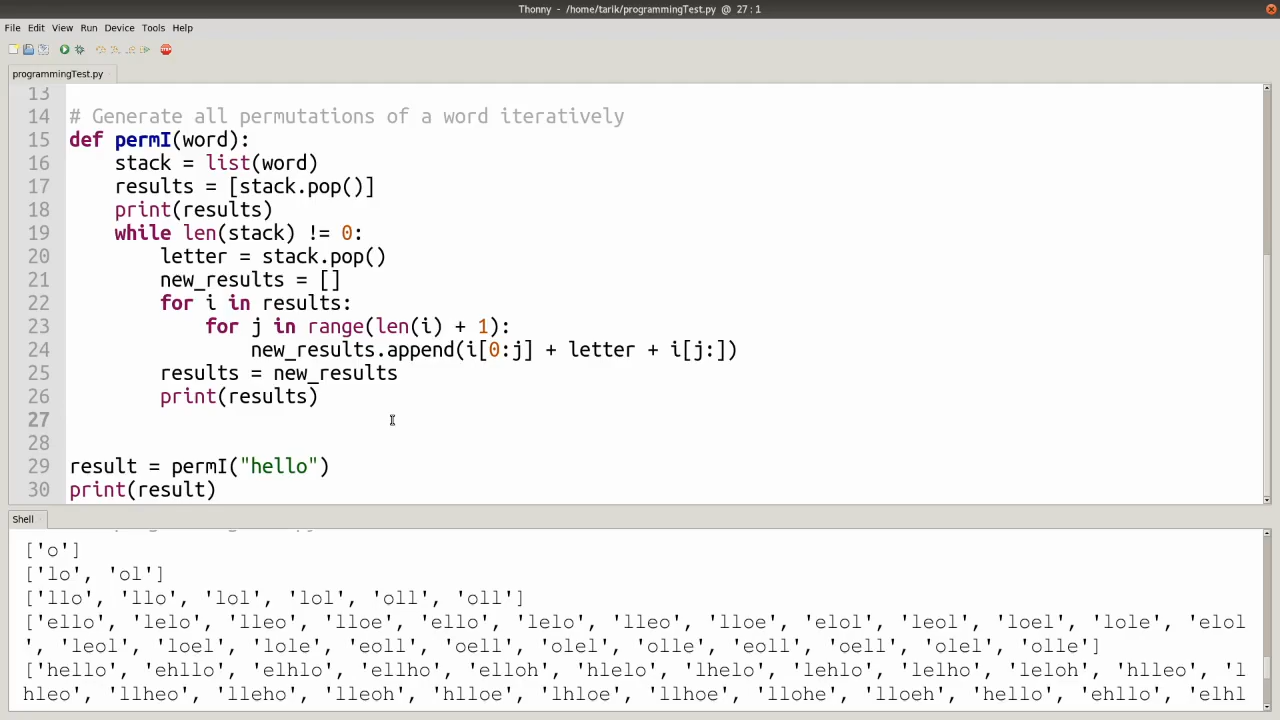 Thonny - /home/tarik/programmingTest.py @ 27 : 1
File Edit View Run Device Tools Help
STOP
programmingTest.py
13
14 # Generate all permutations of a word iteratively
15 def permI(word):
16     stack = list(word)
17     results = [stack.pop()]
18     print(results)
19     while len(stack) != 0:
20         letter = stack.pop()
21         new_results = []
22         for i in results:
23             for j in range(len(i) + 1):
24                 new_results.append(i[0:j] + letter + i[j:])
25         results = new_results
26         print(results)
27
28
29 result = permI("hello")
30 print(result)
Shell
['o']
['lo', 'ol']
['llo', 'llo', 'lol', 'lol', 'oll', 'oll']
['ello', 'lelo', 'lleo', 'lloe', 'ello', 'lelo', 'lleo', 'lloe', 'elol', 'leol', 'loel', 'lole', 'elol
', 'leol', 'loel', 'lole', 'eoll', 'oell', 'olel', 'olle', 'eoll', 'oell', 'olel', 'olle']
['hello', 'ehllo', 'elhlo', 'ellho', 'elloh', 'hlelo', 'lhelo', 'lehlo', 'lelho', 'leloh', 'hlleo', 'l
hleo', 'llheo', 'lleho', 'lleoh', 'hlloe', 'lhloe', 'llhoe', 'llohe', 'lloeh', 'hello', 'ehllo', 'elhl